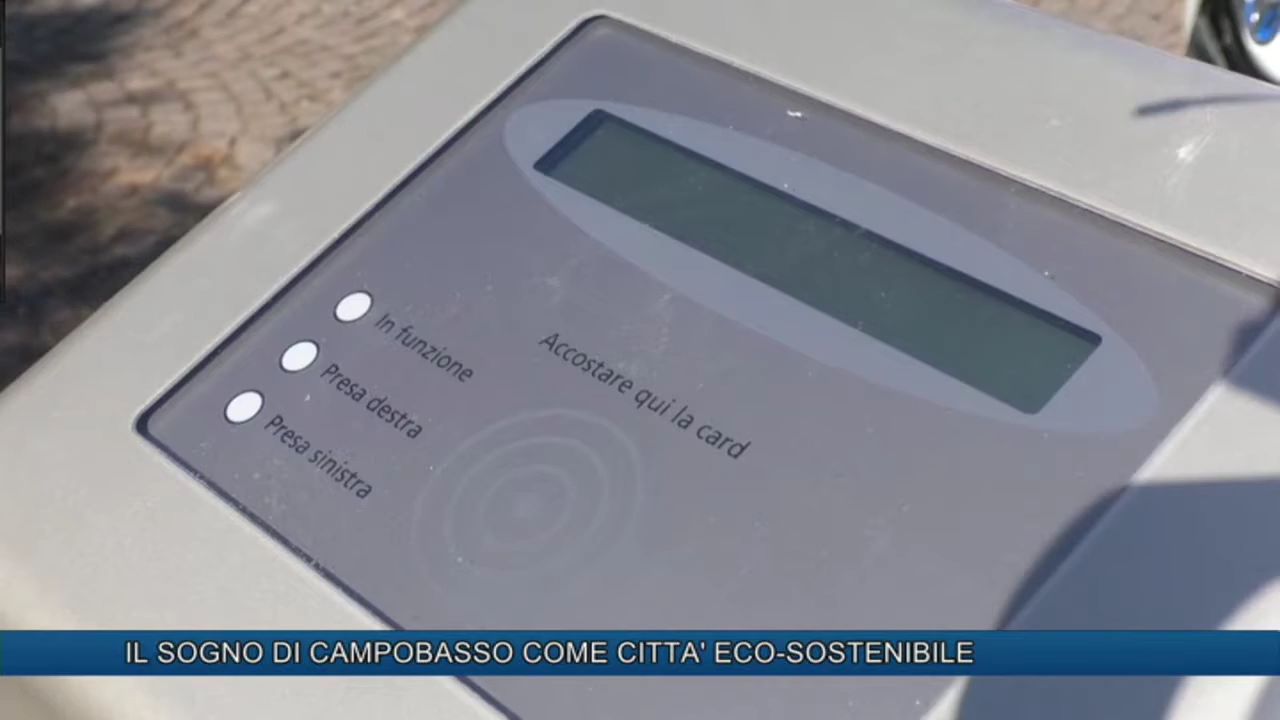 In funzione
Presa destra
Presa sinistra
Accostare qui la card
IL SOGNO DI CAMPOBASSO COME CITTA' ECO-SOSTENIBILE